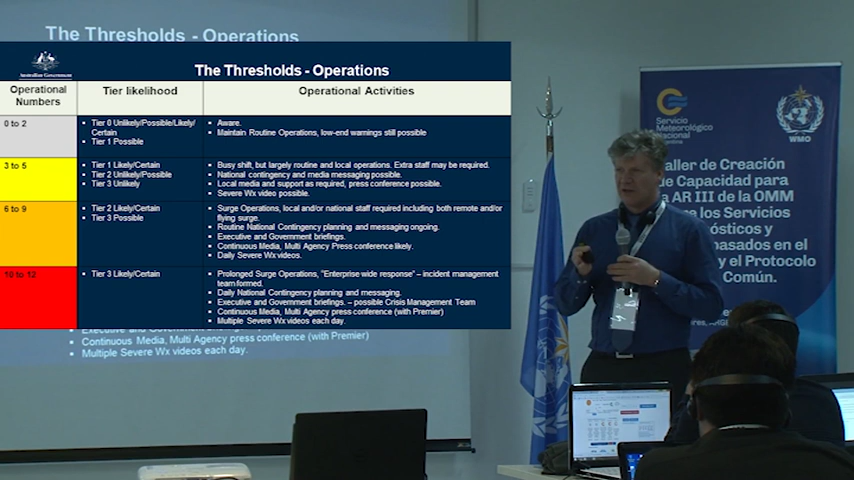 The Thresholds - Operations
Australian Government
The Thresholds - Operations
Operational Numbers
Tier likelihood
Operational Activities
0 to 2
▪ Tier 0 Unlikely/Possible/Likely/
Certain
▪ Tier 1 Possible
▪ Aware.
▪ Maintain Routine Operations, low-end warnings still possible
3 to 5
▪ Tier 1 Likely/Certain
▪ Tier 2 Unlikely/Possible
▪ Tier 3 Unlikely
▪ Busy shift, but largely routine and local operations. Extra staff may be required.
▪ National contingency and media messaging possible.
▪ Local media and support as required, press conference possible.
▪ Severe Wx video possible.
6 to 9
▪ Tier 2 Likely/Certain
▪ Tier 3 Possible
▪ Surge Operations, local and/or national staff required including both remote and/or
flying surge.
▪ Routine National Contingency planning and messaging ongoing.
▪ Executive and Government briefings.
▪ Continuous Media, Multi Agency Press conference likely.
▪ Daily Severe Wx videos.
10 to 12
▪ Tier 3 Likely/Certain
▪ Prolonged Surge Operations, "Enterprise wide response" – incident management
team formed.
▪ Daily National Contingency planning and messaging.
▪ Executive and Government briefings. – possible Crisis Management Team
▪ Continuous Media, Multi Agency press conference (with Premier)
▪ Multiple Severe Wx videos each day.
▪ Continuous Media, Multi Agency press conference (with Premier)
▪ Multiple Severe Wx videos each day.
Servicio
Meteorológico
Nacional
WMO
aller de Creación
de Capacidad para
a AR III de la OMM
re los Servicios
nósticos y
basados en el
y el Protocolo
Común.